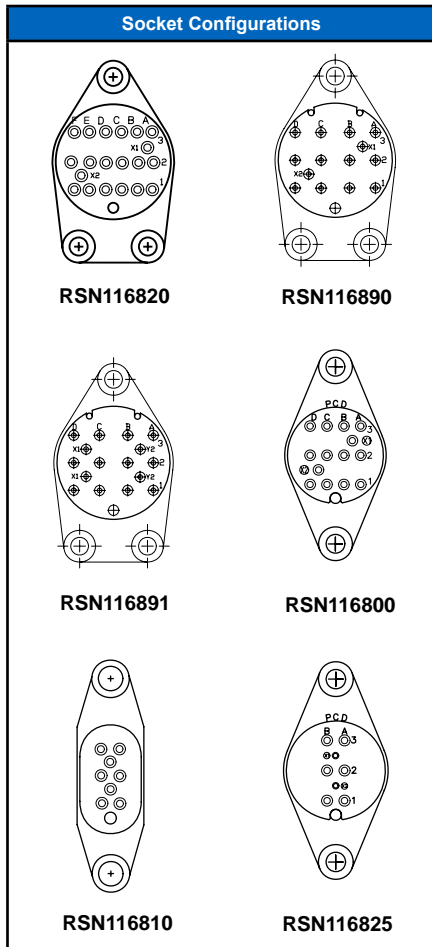 Socket Configurations
F E D C B A
3
X1
2
X2
1
RSN116820
D C B A
3
X1
2
X2
1
RSN116890
D C B A
3
X1 Y2
2
X1 Y2
1
RSN116891
P C D
D C B A
3
X1
2
X2
1
RSN116800
RSN116810
P C D
B A
3
2
1
RSN116825